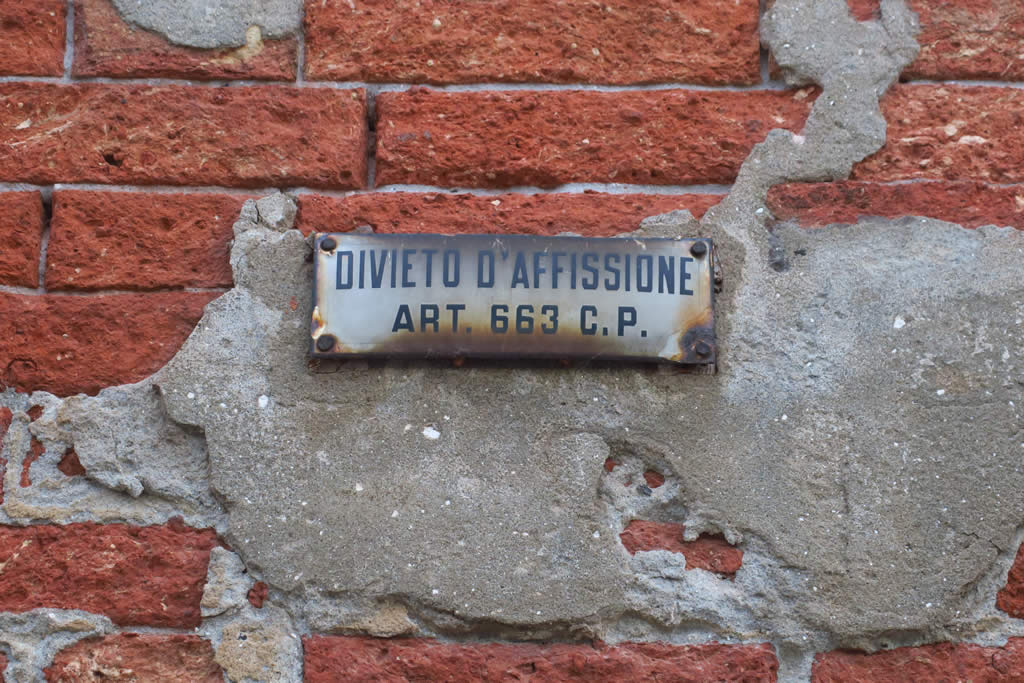 DIVIETO D'AFFISSIONE
ART. 663 C.P.